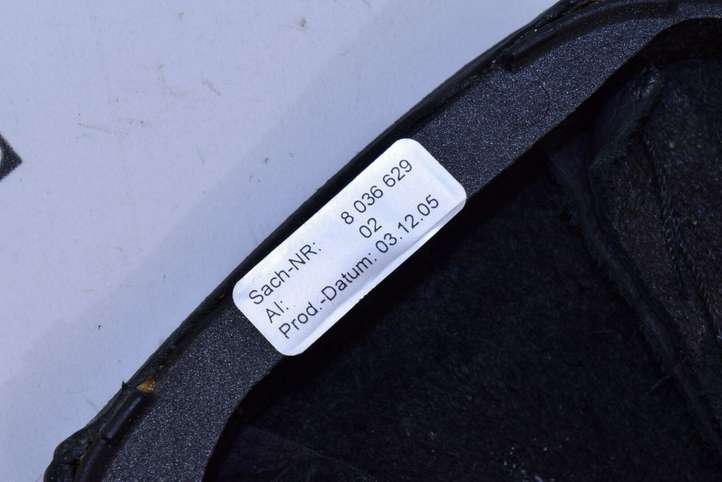 Sach-NR: 8 036 629
AI: 02
Prod.-Datum: 03.12.05